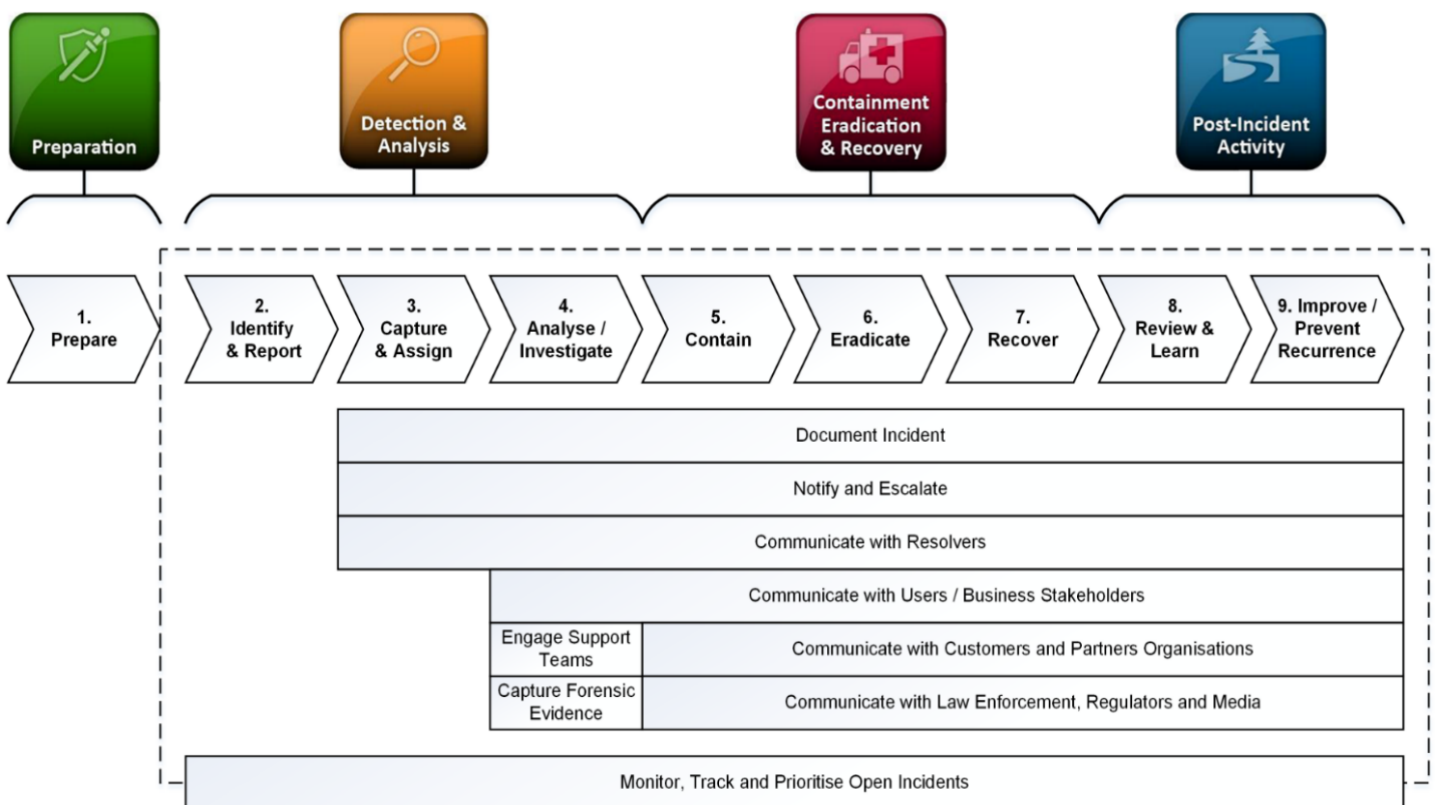 Preparation
Detection &
Analysis
Containment
Eradication
& Recovery
Post-Incident
Activity
1.
Prepare
2.
Identify
& Report
3.
Capture
& Assign
4.
Analyse /
Investigate
5.
Contain
6.
Eradicate
7.
Recover
8.
Review &
Learn
9. Improve /
Prevent
Recurrence
Document Incident
Notify and Escalate
Communicate with Resolvers
Communicate with Users / Business Stakeholders
Engage Support
Teams
Communicate with Customers and Partners Organisations
Capture Forensic
Evidence
Communicate with Law Enforcement, Regulators and Media
Monitor, Track and Prioritise Open Incidents